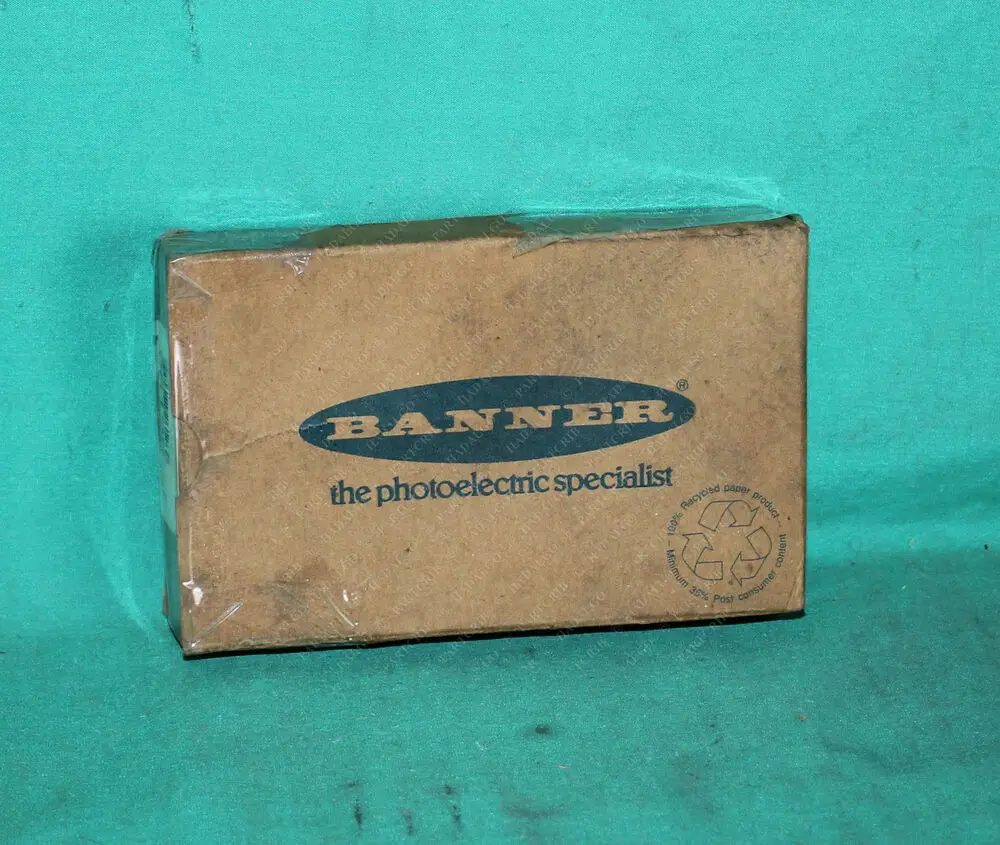 BANNER®
the photoelectric specialist
100% Recycled paper product
Minimum 35% Post consumer content